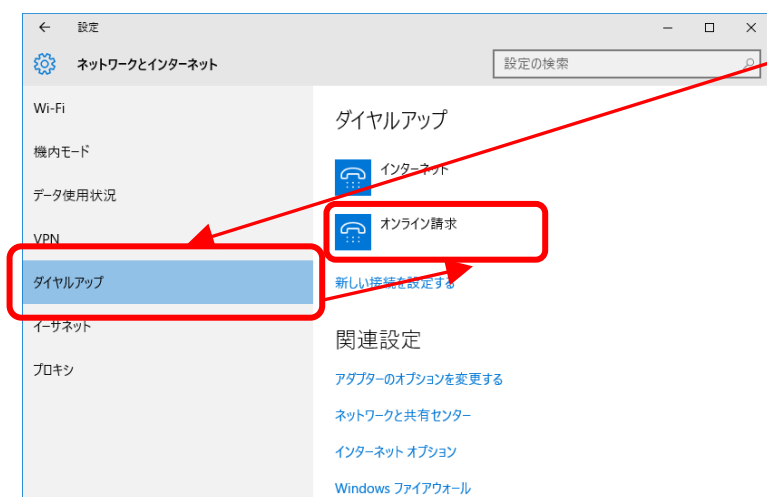 設定
ネットワークとインターネット
設定の検索
Wi-Fi
機内モード
データ使用状況
VPN
ダイヤルアップ
イーサネット
プロキシ
ダイヤルアップ
インターネット
オンライン請求
新しい接続を設定する
関連設定
アダプターのオプションを変更する
ネットワークと共有センター
インターネット オプション
Windows ファイアウォール